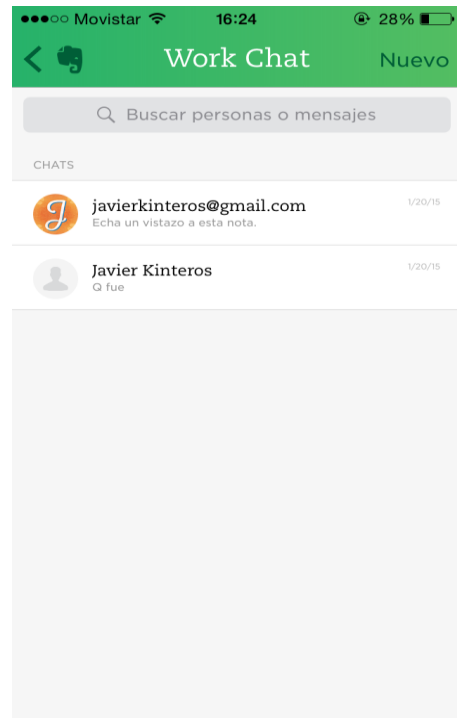 Movistar 16:24 28%
Work Chat Nuevo
Buscar personas o mensajes
CHATS
javierkinteros@gmail.com 1/20/15
Echa un vistazo a esta nota.
Javier Kinteros 1/20/15
Q fue